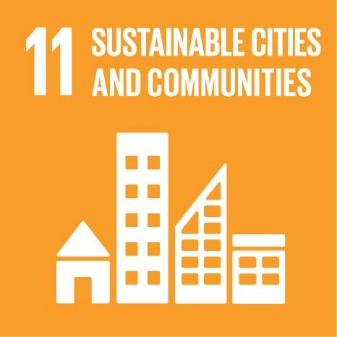 11 SUSTAINABLE CITIES
AND COMMUNITIES